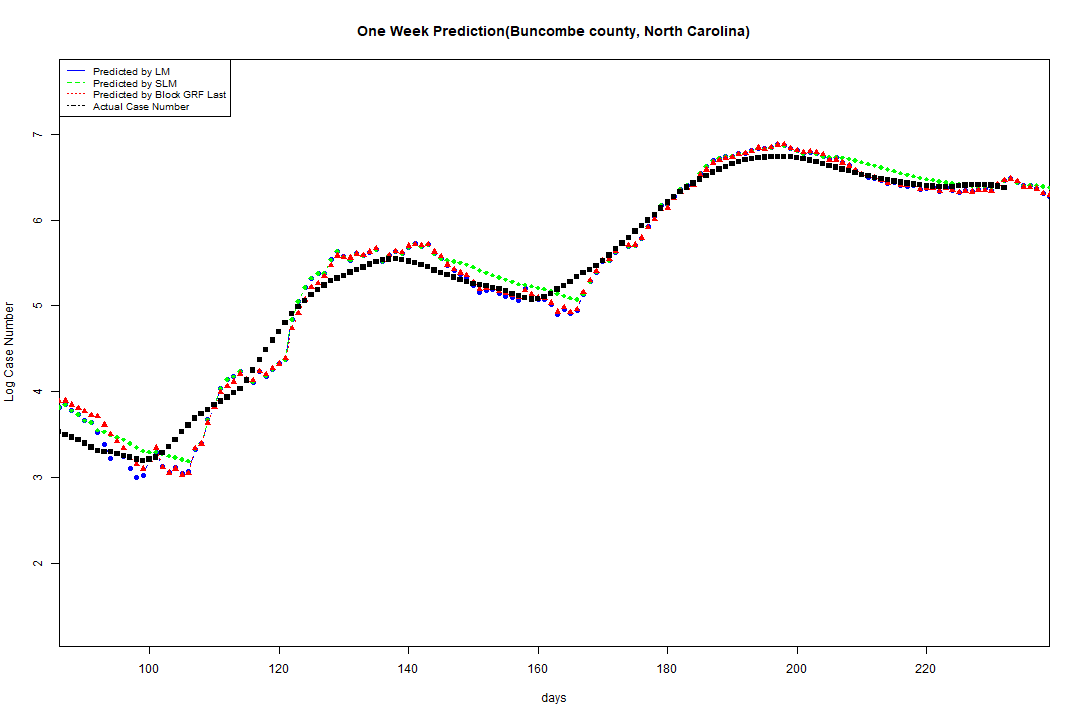 One Week Prediction(Buncombe county, North Carolina)
Predicted by LM
Predicted by SLM
Predicted by Block GRF Last
Actual Case Number
7
6
5
4
3
2
Log Case Number
100 120 140 160 180 200 220
days